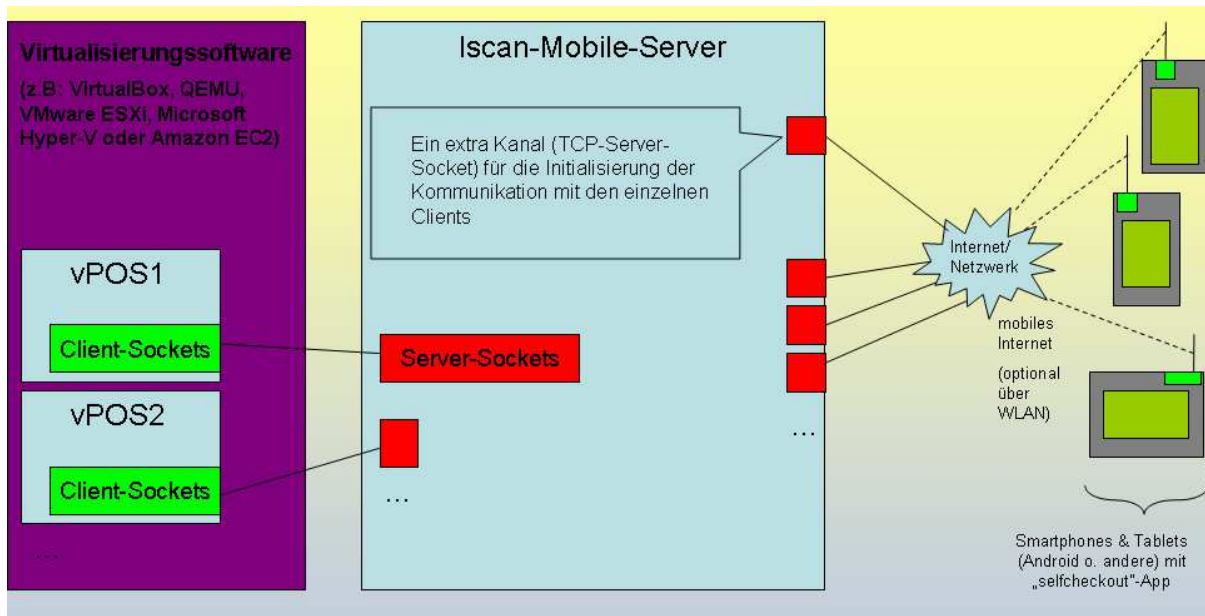 Virtualisierungssoftware
(z.B: VirtualBox, QEMU,
VMware ESXi, Microsoft
Hyper-V oder Amazon EC2)
vPOS1
Client-Sockets
vPOS2
Client-Sockets
...
Iscan-Mobile-Server
Ein extra Kanal (TCP-Server-
Socket) für die Initialisierung der
Kommunikation mit den einzelnen
Clients
Server-Sockets
...
...
Internet/
Netzwerk
mobiles
Internet
(optional
über
WLAN)
Smartphones & Tablets
(Android o. andere) mit
„selfcheckout"-App